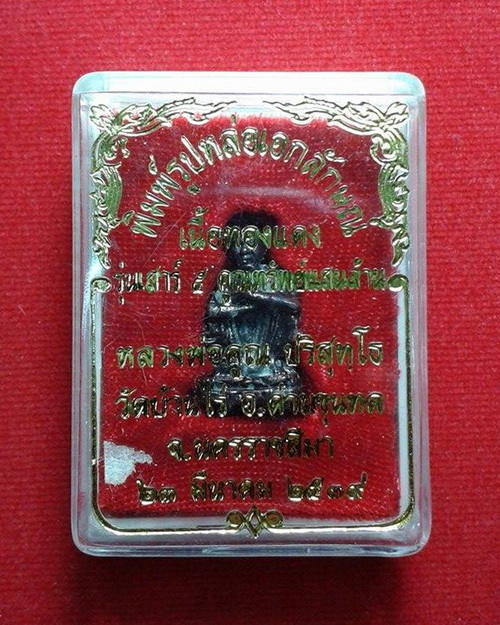 พิมพ์รูปหล่อเอกลักษณ์
เนื้อทองแดง
รุ่นเสาร์ ๕ คูณทรัพย์แสนล้าน
หลวงพ่อคูณ ปริสุทฺโธ
วัดบ้านไร่ อ.ด่านขุนทด
จ.นครราชสีมา
๒๓ มีนาคม ๒๕๓๙